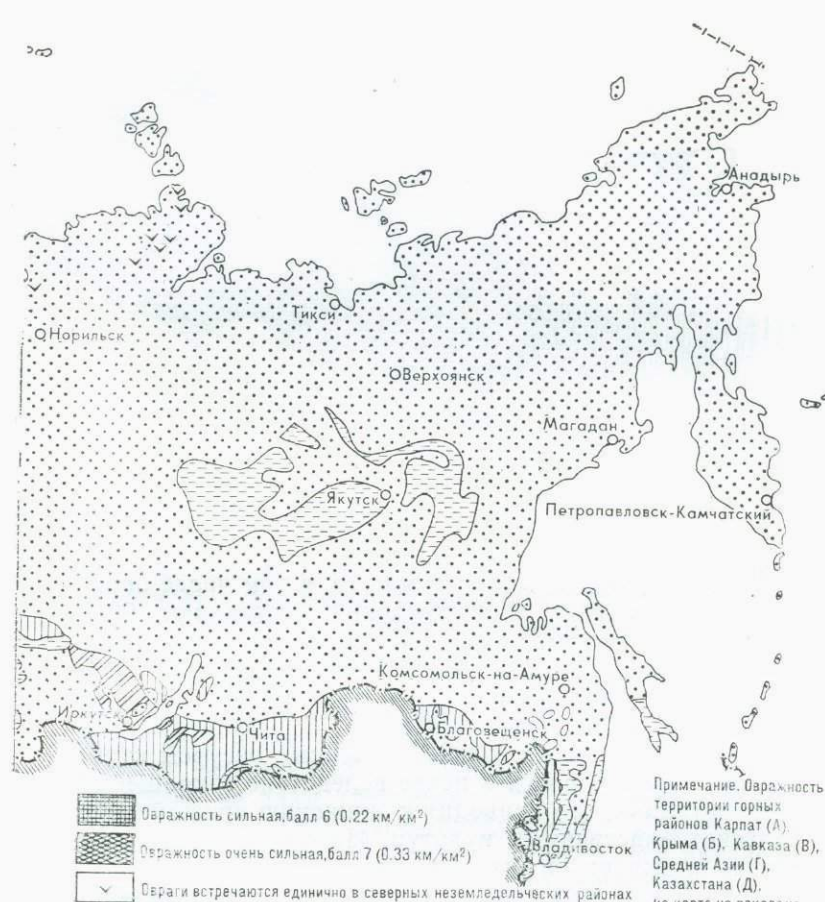 Анадырь
Тикси
Норильск
Верхоянск
Магадан
Якутск
Петропавловск-Камчатский
Комсомольск-на-Амуре
Иркутск
Чита
Благовещенск
Владивосток
Овражность сильная, балл 6 (0.22 км/км²)
Овражность очень сильная, балл 7 (0.33 км/км²)
Овраги встречаются единично в северных неземледельческих районах
Примечание. Овражность
территории горных
районов Карпат (А),
Крыма (Б), Кавказа (В),
Средней Азии (Г),
Казахстана (Д),